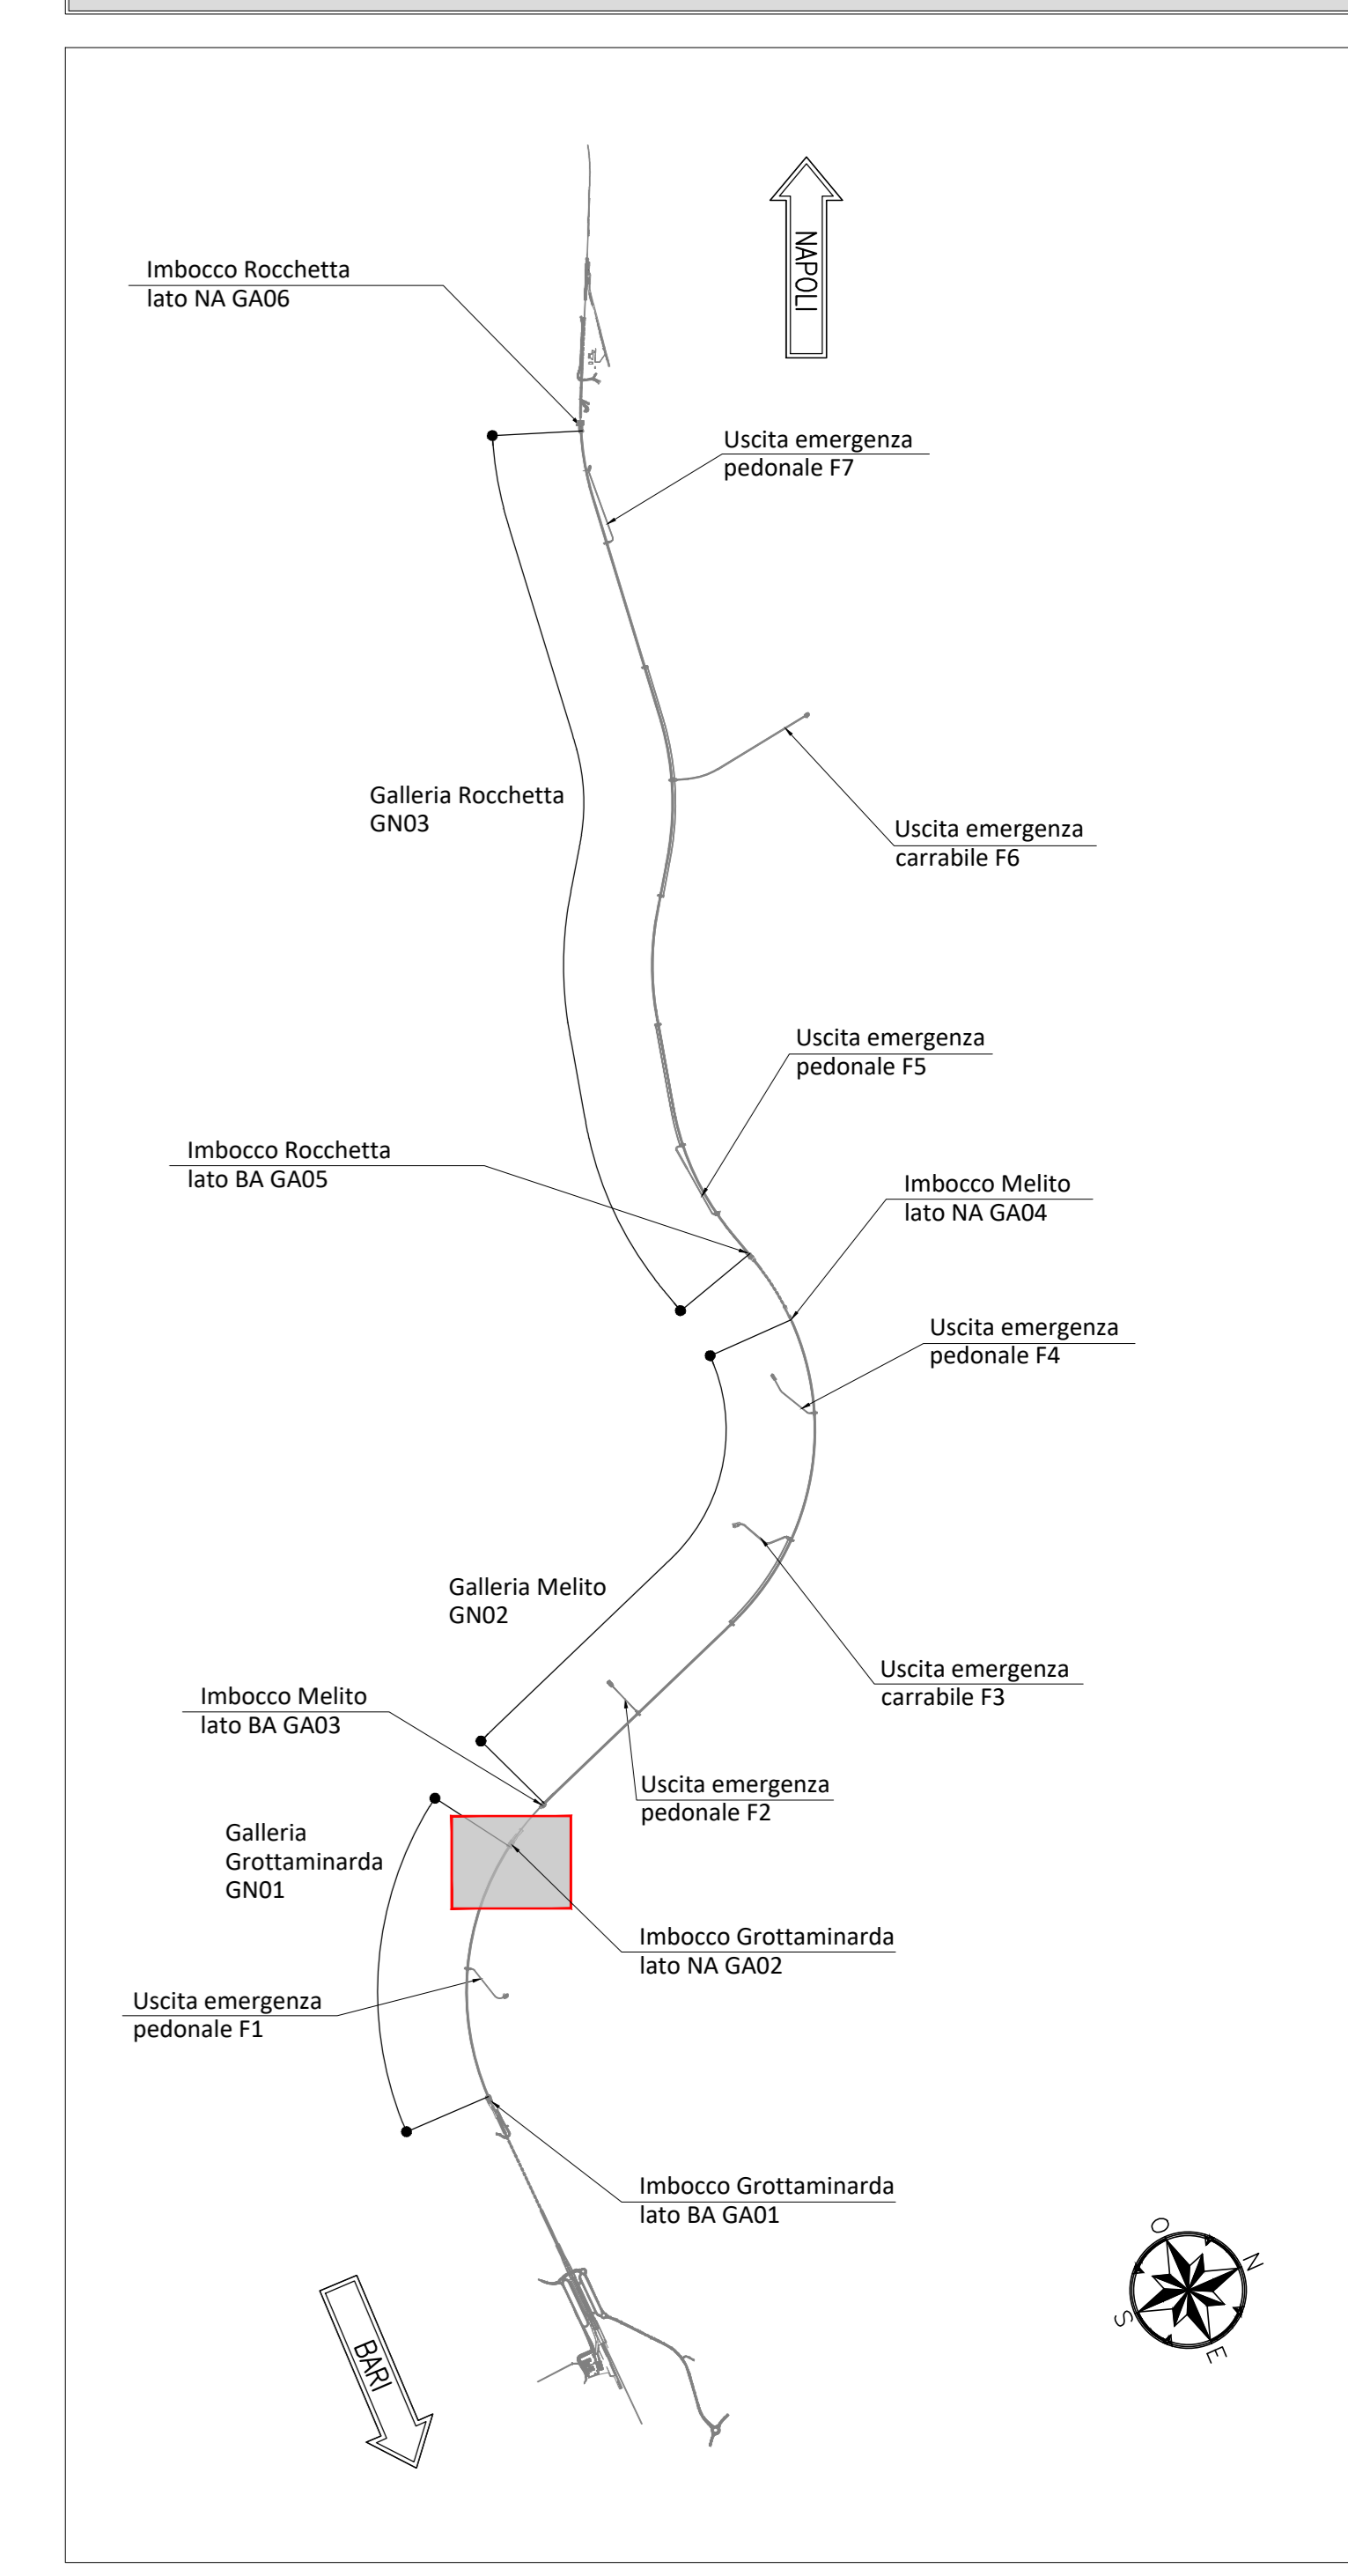 NAPOLI
Imbocco Rocchetta
lato NA GA06
Uscita emergenza
pedonale F7
Galleria Rocchetta
GN03
Uscita emergenza
carrabile F6
Uscita emergenza
pedonale F5
Imbocco Rocchetta
lato BA GA05
Imbocco Melito
lato NA GA04
Uscita emergenza
pedonale F4
Galleria Melito
GN02
Uscita emergenza
carrabile F3
Imbocco Melito
lato BA GA03
Uscita emergenza
pedonale F2
Galleria
Grottaminarda
GN01
Imbocco Grottaminarda
lato NA GA02
Uscita emergenza
pedonale F1
Imbocco Grottaminarda
lato BA GA01
O
N
S
E
BARI